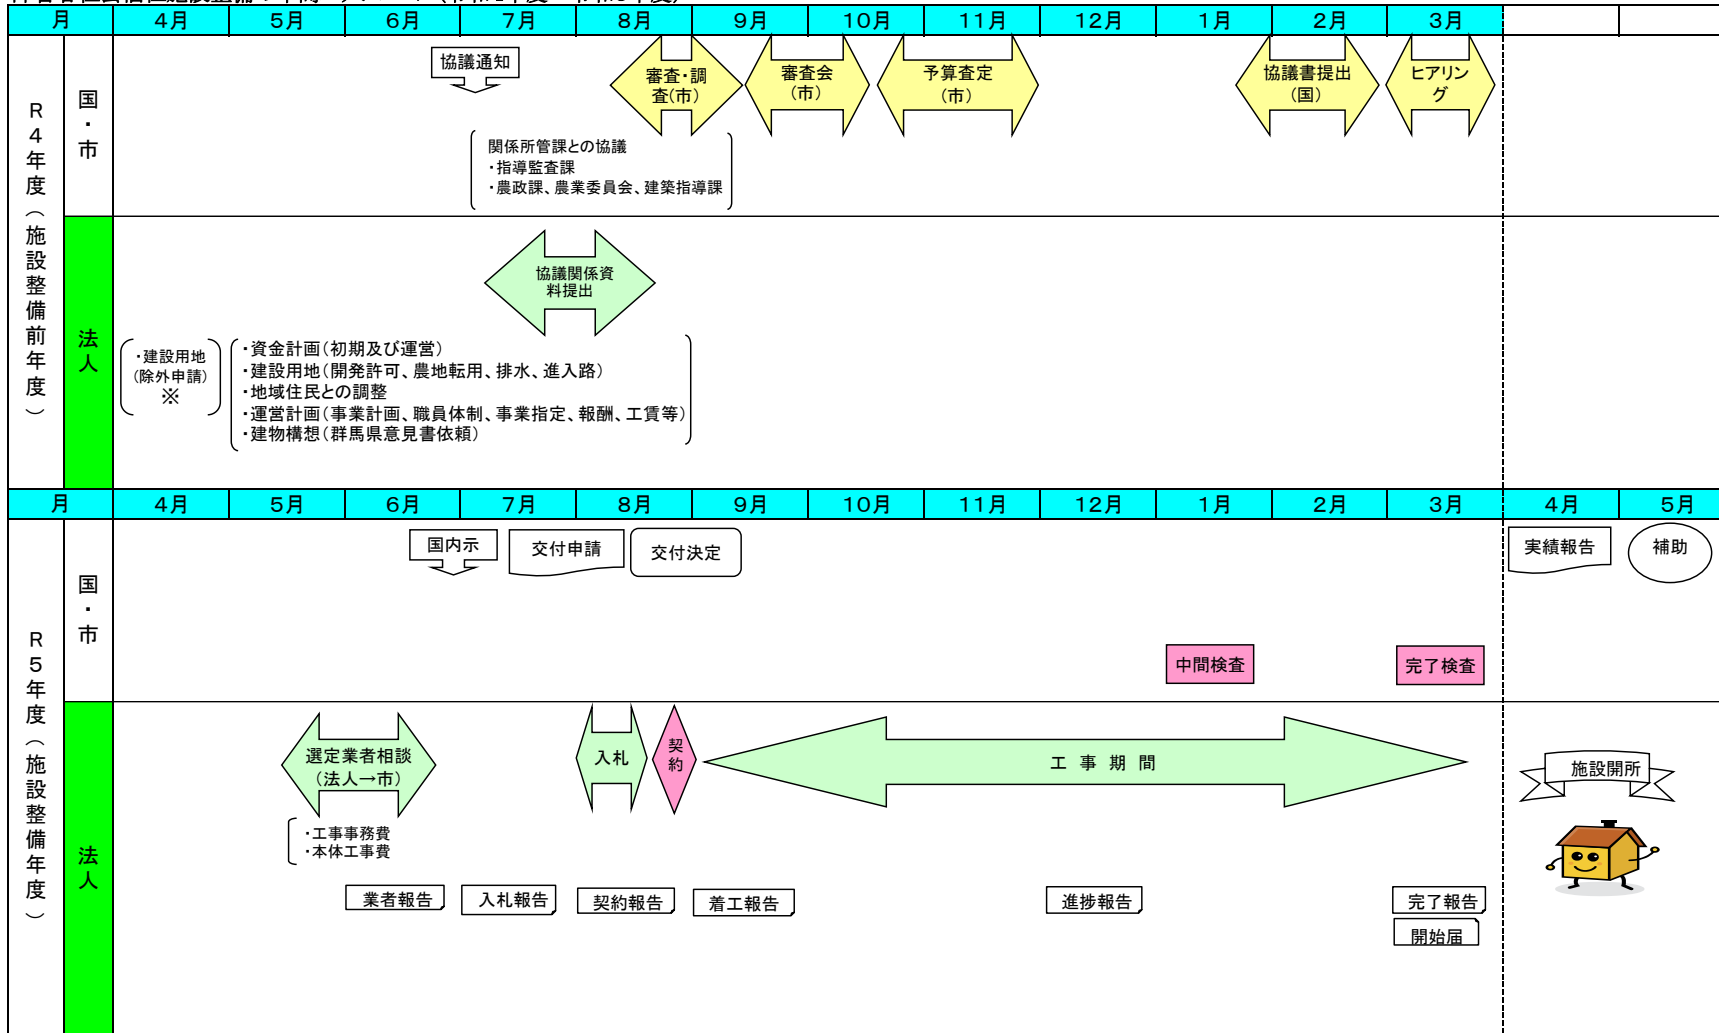 月 4月 5月 6月 7月 8月 9月 10月 11月 12月 1月 2月 3月
R4年度（施設整備前年度）
国・市
協議通知
審査・調
査(市)
審査会
(市)
予算査定
(市)
協議書提出
(国)
ヒアリン
グ
関係所管課との協議
・指導監査課
・農政課、農業委員会、建築指導課
法人
協議関係資
料提出
・建設用地
(除外申請)
※
・資金計画(初期及び運営)
・建設用地(開発許可、農地転用、排水、進入路)
・地域住民との調整
・運営計画(事業計画、職員体制、事業指定、報酬、工賃等)
・建物構想(群馬県意見書依頼)
月 4月 5月 6月 7月 8月 9月 10月 11月 12月 1月 2月 3月 4月 5月
R5年度（施設整備年度）
国・市
国内示
交付申請
交付決定
実績報告
補助
中間検査
完了検査
法人
選定業者相談
(法人→市)
入札
契約
工事期間
施設開所
・工事事務費
・本体工事費
業者報告
入札報告
契約報告
着工報告
進捗報告
完了報告
開始届